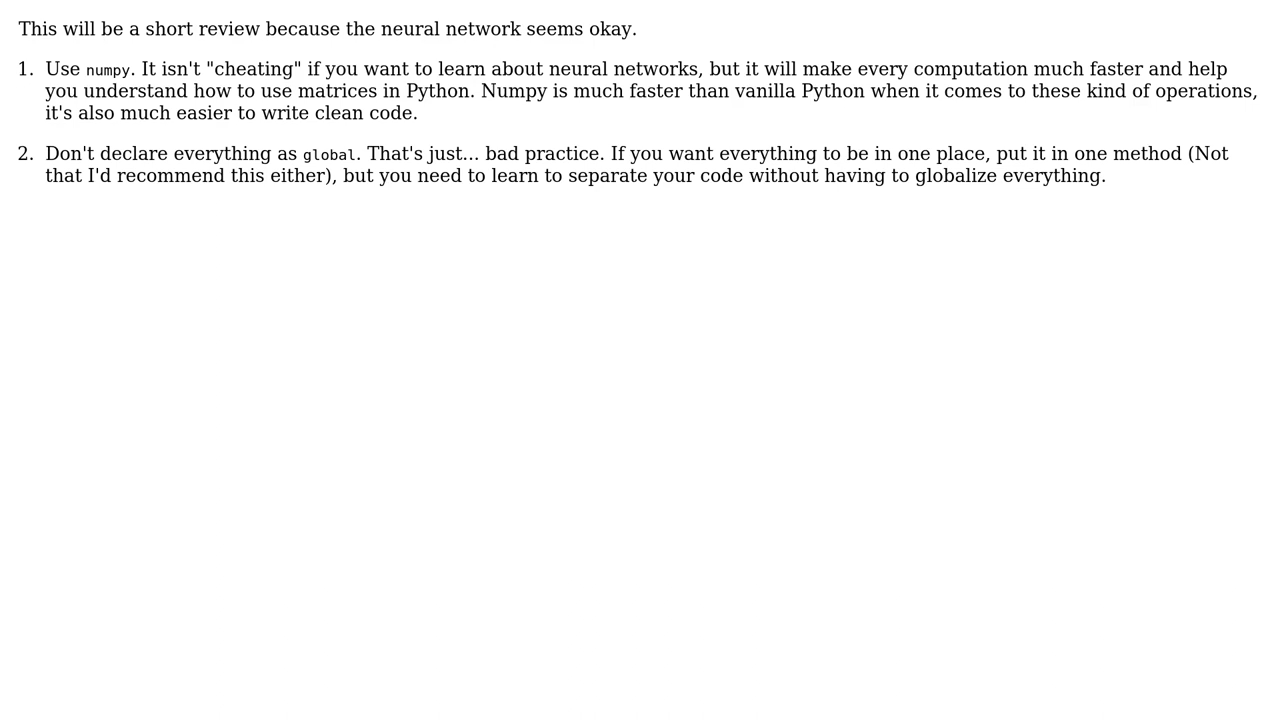 This will be a short review because the neural network seems okay.
1. Use numpy. It isn't "cheating" if you want to learn about neural networks, but it will make every computation much faster and help
you understand how to use matrices in Python. Numpy is much faster than vanilla Python when it comes to these kind of operations,
it's also much easier to write clean code.
2. Don't declare everything as global. That's just... bad practice. If you want everything to be in one place, put it in one method (Not
that I'd recommend this either), but you need to learn to separate your code without having to globalize everything.